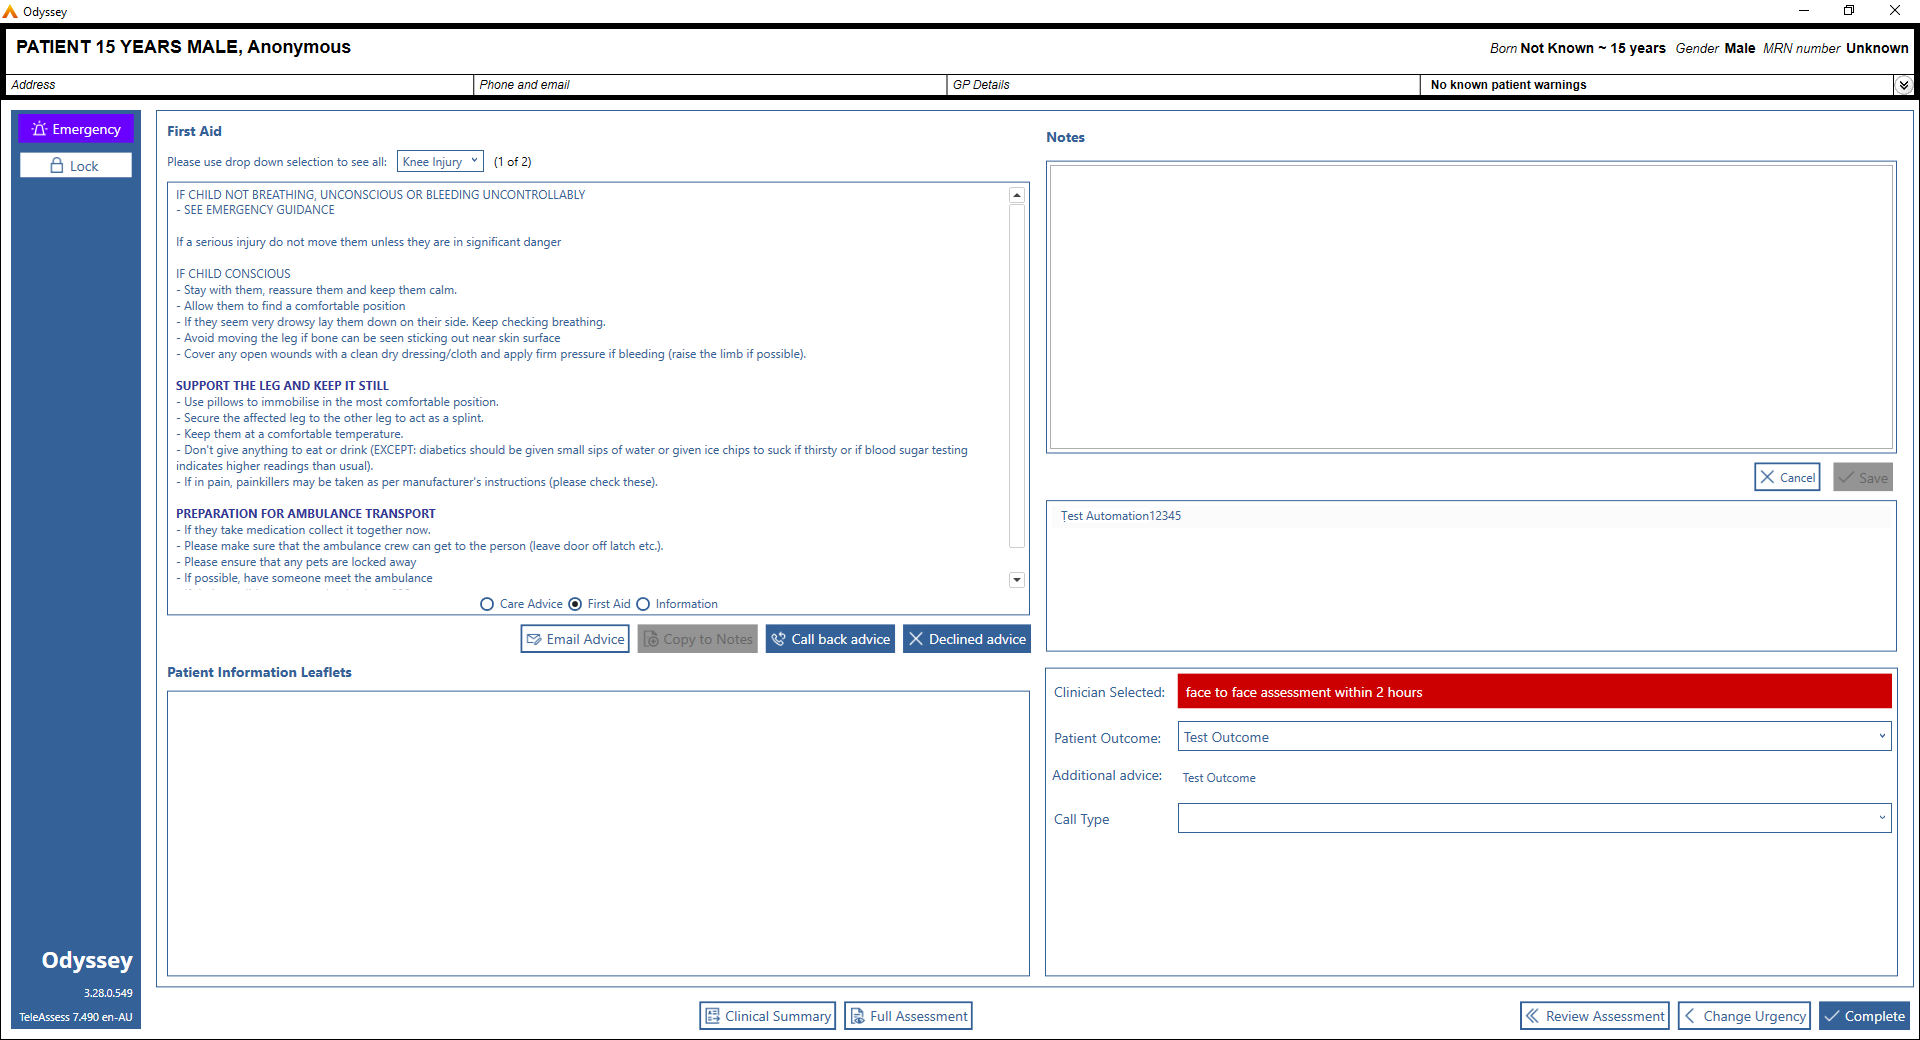 Odyssey
PATIENT 15 YEARS MALE, Anonymous
Born Not Known ~ 15 years Gender Male MRN number Unknown
Address
Phone and email
GP Details
No known patient warnings
Emergency
Lock
First Aid
Please use drop down selection to see all: Knee Injury (1 of 2)
IF CHILD NOT BREATHING, UNCONSCIOUS OR BLEEDING UNCONTROLLABLY
- SEE EMERGENCY GUIDANCE
If a serious injury do not move them unless they are in significant danger
IF CHILD CONSCIOUS
- Stay with them, reassure them and keep them calm.
- Allow them to find a comfortable position
- If they seem very drowsy lay them down on their side. Keep checking breathing.
- Avoid moving the leg if bone can be seen sticking out near skin surface
- Cover any open wounds with a clean dry dressing/cloth and apply firm pressure if bleeding (raise the limb if possible).
SUPPORT THE LEG AND KEEP IT STILL
- Use pillows to immobilise in the most comfortable position.
- Secure the affected leg to the other leg to act as a splint.
- Keep them at a comfortable temperature.
- Don't give anything to eat or drink (EXCEPT: diabetics should be given small sips of water or given ice chips to suck if thirsty or if blood sugar testing
indicates higher readings than usual).
- If in pain, painkillers may be taken as per manufacturer's instructions (please check these).
PREPARATION FOR AMBULANCE TRANSPORT
- If they take medication collect it together now.
- Please make sure that the ambulance crew can get to the person (leave door off latch etc.).
- Please ensure that any pets are locked away
- If possible, have someone meet the ambulance
Care Advice First Aid Information
Email Advice Copy to Notes Call back advice Declined advice
Patient Information Leaflets
Notes
Cancel Save
Test Automation12345
Clinician Selected: face to face assessment within 2 hours
Patient Outcome: Test Outcome
Additional advice: Test Outcome
Call Type
Odyssey
3.28.0.549
TeleAssess 7.490 en-AU
Clinical Summary Full Assessment
Review Assessment Change Urgency Complete